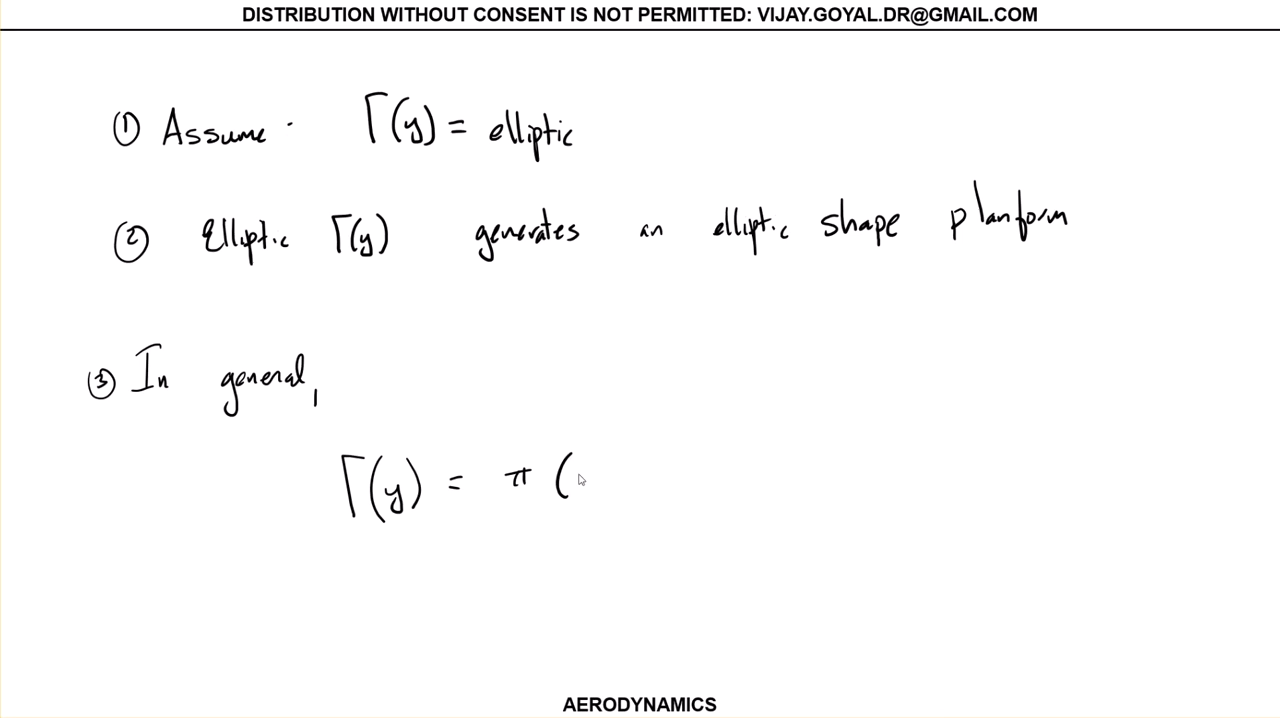 DISTRIBUTION WITHOUT CONSENT IS NOT PERMITTED: VIJAY.GOYAL.DR@GMAIL.COM
① Assume · Γ(y) = elliptic
② Elliptic Γ(y) generates an elliptic shape planform
③ In general,
Γ(y) = π (
AERODYNAMICS